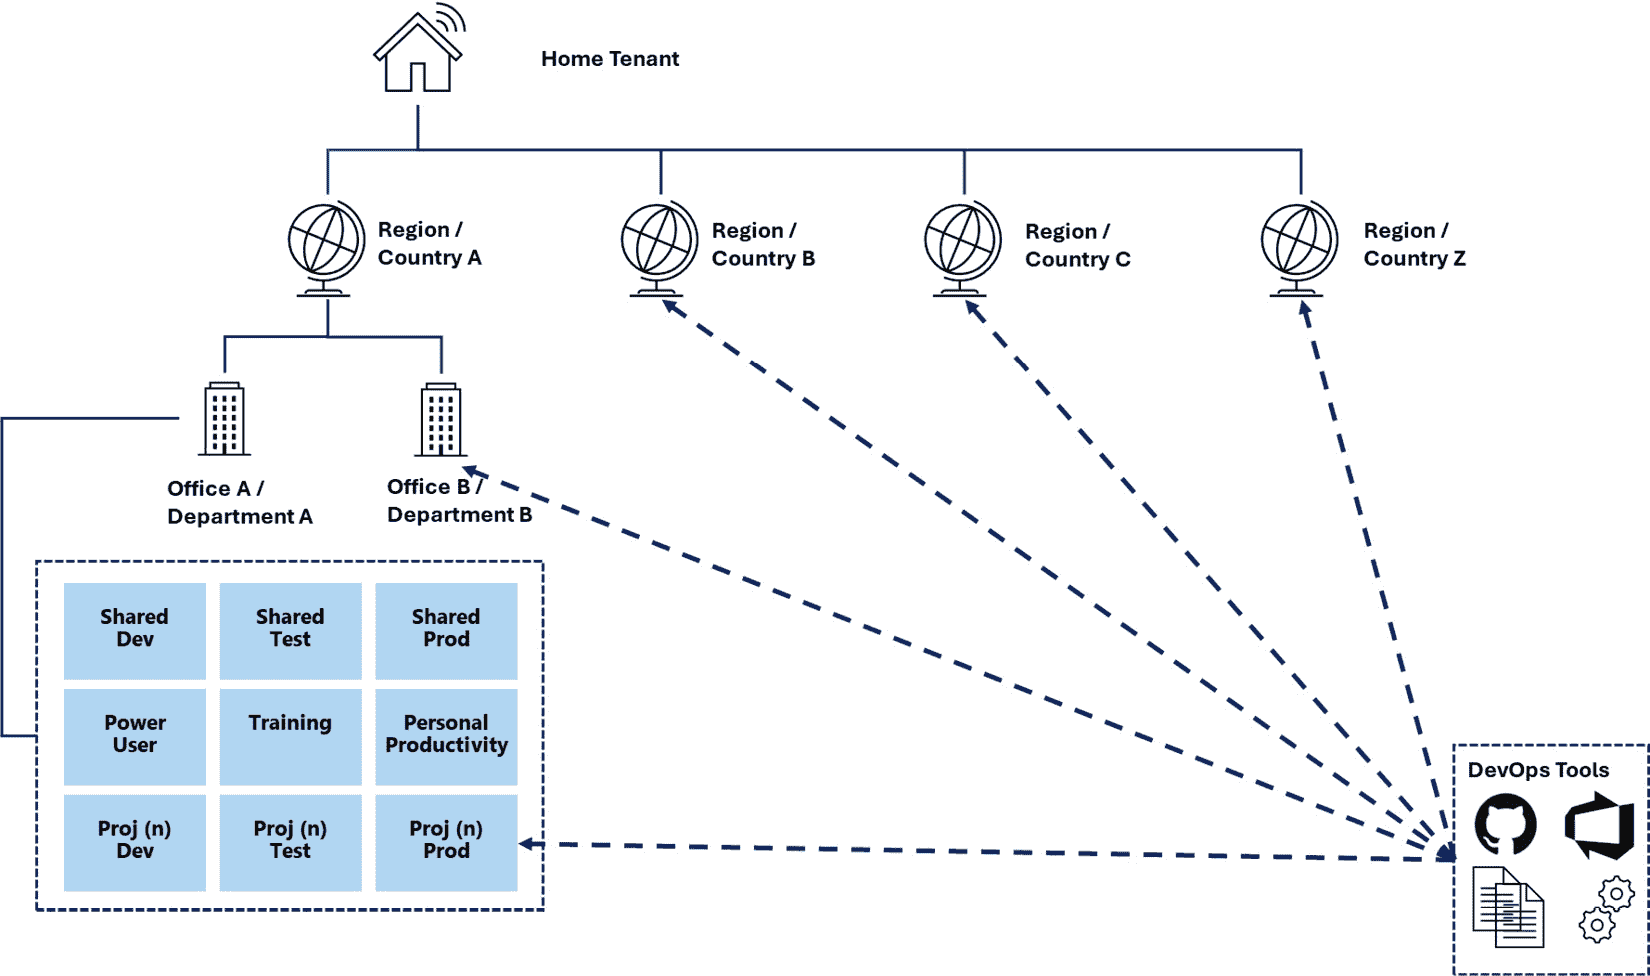 Home Tenant
Region /
Country A
Region /
Country B
Region /
Country C
Region /
Country Z
Office A /
Department A
Office B /
Department B
Shared
Dev
Shared
Test
Shared
Prod
Power
User
Training
Personal
Productivity
Proj (n)
Dev
Proj (n)
Test
Proj (n)
Prod
DevOps Tools